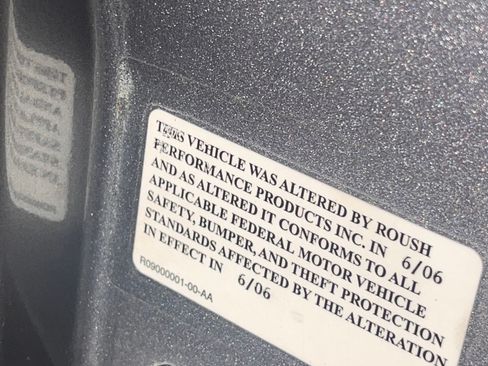 THIS VEHICLE WAS ALTERED BY ROUSH
PERFORMANCE PRODUCTS INC. IN 6/06
AND AS ALTERED IT CONFORMS TO ALL
APPLICABLE FEDERAL MOTOR VEHICLE
SAFETY, BUMPER, AND THEFT PROTECTION
STANDARDS AFFECTED BY THE ALTERATION
IN EFFECT IN 6/06
R09000001-00-AA